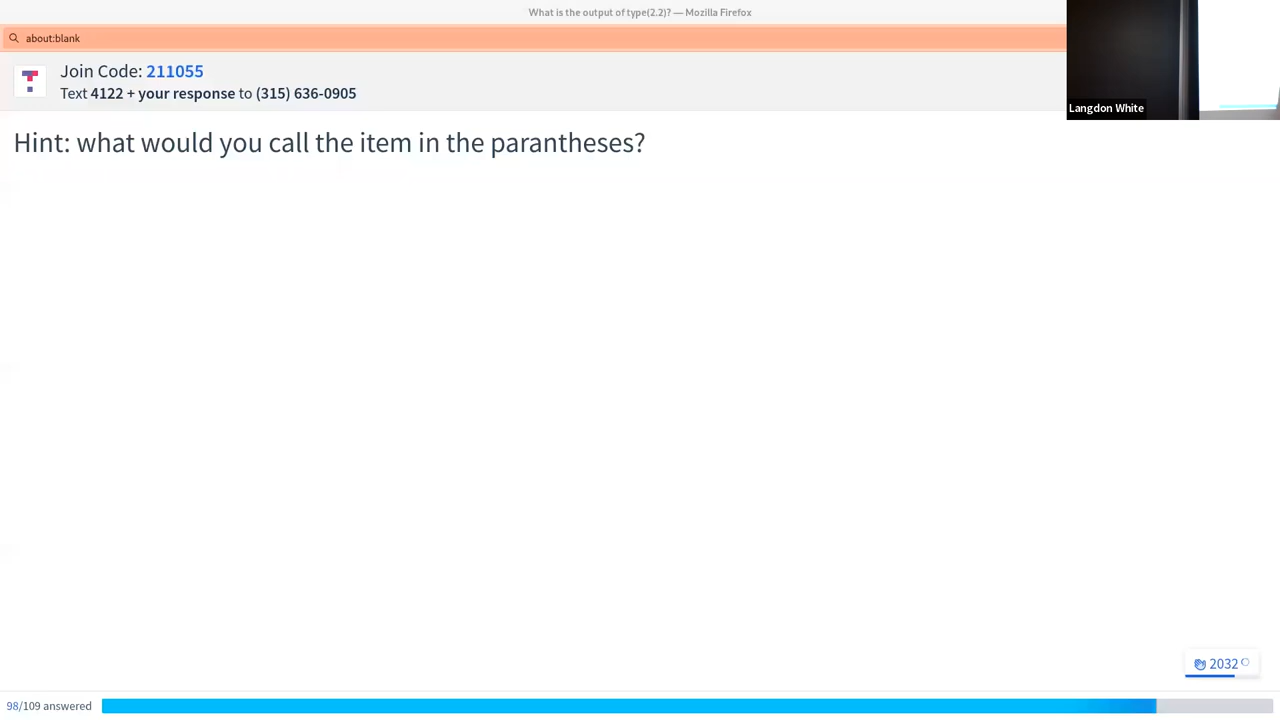 What is the output of type(2.2)? — Mozilla Firefox
about:blank
Join Code: 211055
Text 4122 + your response to (315) 636-0905
Langdon White
Hint: what would you call the item in the parantheses?
2032
98/109 answered